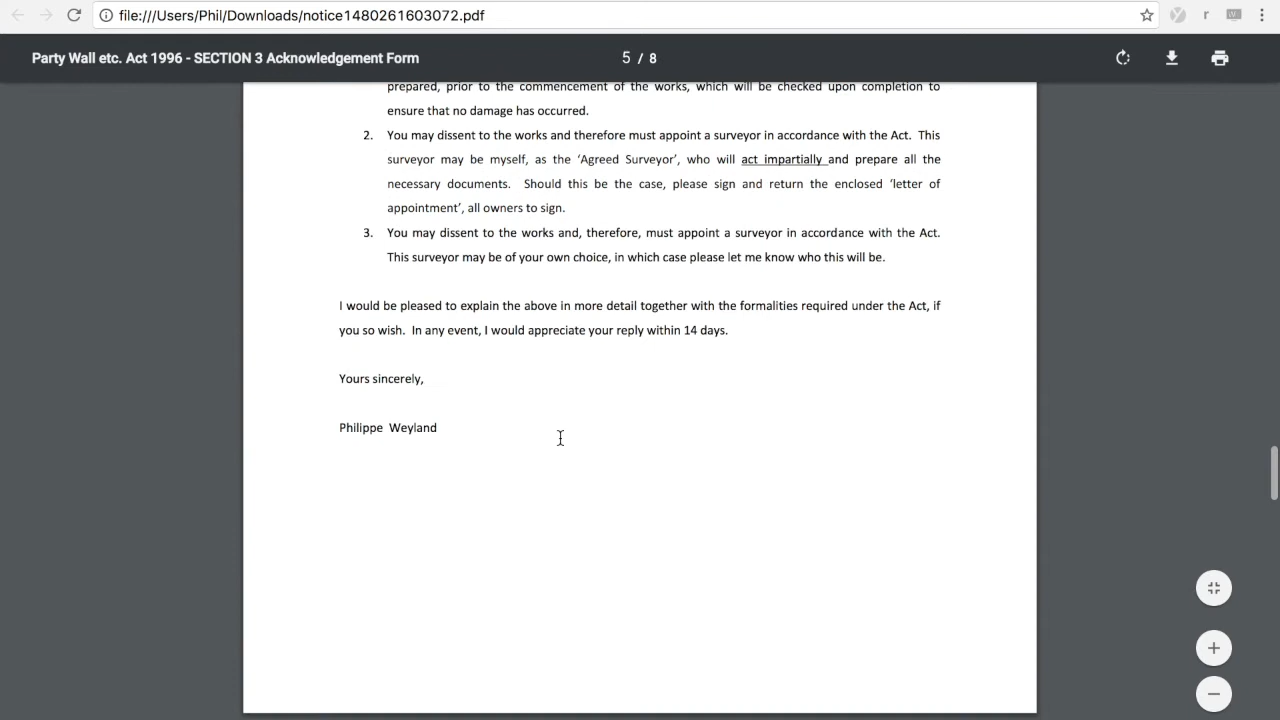 file:///Users/Phil/Downloads/notice1480261603072.pdf
Party Wall etc. Act 1996 - SECTION 3 Acknowledgement Form
5 / 8
prepared, prior to the commencement of the works, which will be checked upon completion to
ensure that no damage has occurred.
2. You may dissent to the works and therefore must appoint a surveyor in accordance with the Act. This
surveyor may be myself, as the ‘Agreed Surveyor’, who will act impartially and prepare all the
necessary documents. Should this be the case, please sign and return the enclosed ‘letter of
appointment’, all owners to sign.
3. You may dissent to the works and, therefore, must appoint a surveyor in accordance with the Act.
This surveyor may be of your own choice, in which case please let me know who this will be.
I would be pleased to explain the above in more detail together with the formalities required under the Act, if
you so wish. In any event, I would appreciate your reply within 14 days.
Yours sincerely,
Philippe Weyland